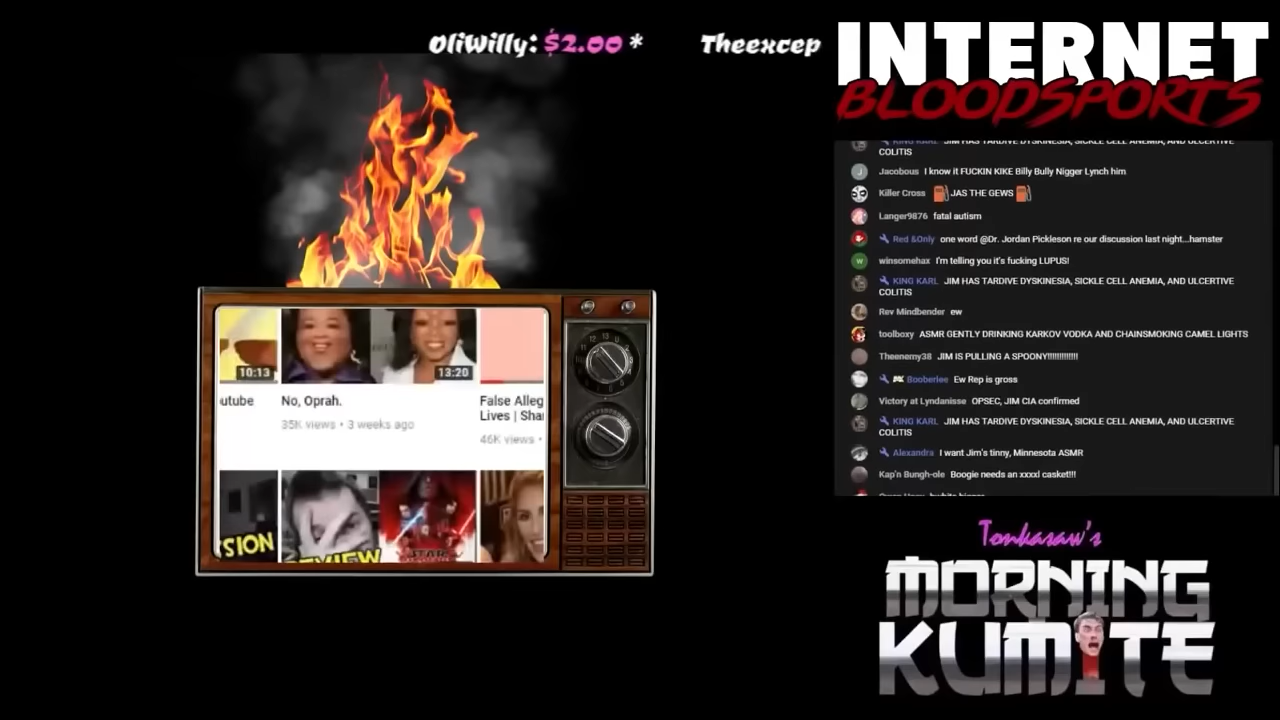 OliWilly: $2.00 *
Theexcep
INTERNET
BLOODSPORTS
KING KARL JIM HAS TARDIVE DYSKINESIA, SICKLE CELL ANEMIA, AND ULCERTIVE
COLITIS
Jacobous I know it FUCKIN KIKE Billy Bully Nigger Lynch him
Killer Cross JAS THE GEWS
Langer9876 fatal autism
Red &Only one word @Dr. Jordan Pickleson re our discussion last night...hamster
winsomehax I'm telling you it's fucking LUPUS!
KING KARL JIM HAS TARDIVE DYSKINESIA, SICKLE CELL ANEMIA, AND ULCERTIVE
COLITIS
Rev Mindbender ew
toolboxy ASMR GENTLY DRINKING KARKOV VODKA AND CHAINSMOKING CAMEL LIGHTS
Theenemy38 JIM IS PULLING A SPOONY!!!!!!!!!!!!!
Booberlee Ew Rep is gross
Victory at Lyndanisse OPSEC, JIM CIA confirmed
KING KARL JIM HAS TARDIVE DYSKINESIA, SICKLE CELL ANEMIA, AND ULCERTIVE
COLITIS
Alexandra I want Jim's tinny, Minnesota ASMR
Kap'n Bungh-ole Boogie needs an xxxxl casket!!!
10:13
13:20
utube
No, Oprah.
35K views • 3 weeks ago
False Alleg
Lives | Shar
46K views •
SION
STAR
Tonkasaw's
MORNING
KUMITE